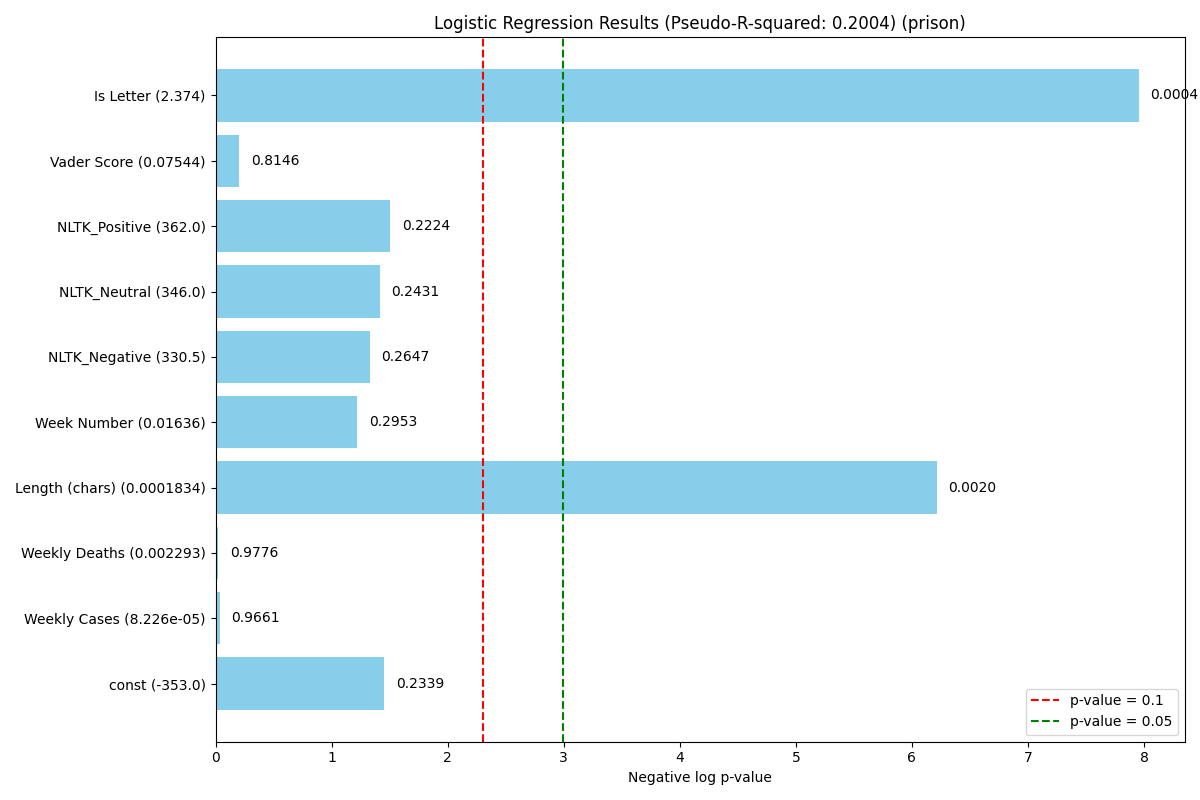 Logistic Regression Results (Pseudo-R-squared: 0.2004) (prison)
Is Letter (2.374) 0.0004
Vader Score (0.07544) 0.8146
NLTK_Positive (362.0) 0.2224
NLTK_Neutral (346.0) 0.2431
NLTK_Negative (330.5) 0.2647
Week Number (0.01636) 0.2953
Length (chars) (0.0001834) 0.0020
Weekly Deaths (0.002293) 0.9776
Weekly Cases (8.226e-05) 0.9661
const (-353.0) 0.2339
p-value = 0.1
p-value = 0.05
0 1 2 3 4 5 6 7 8
Negative log p-value